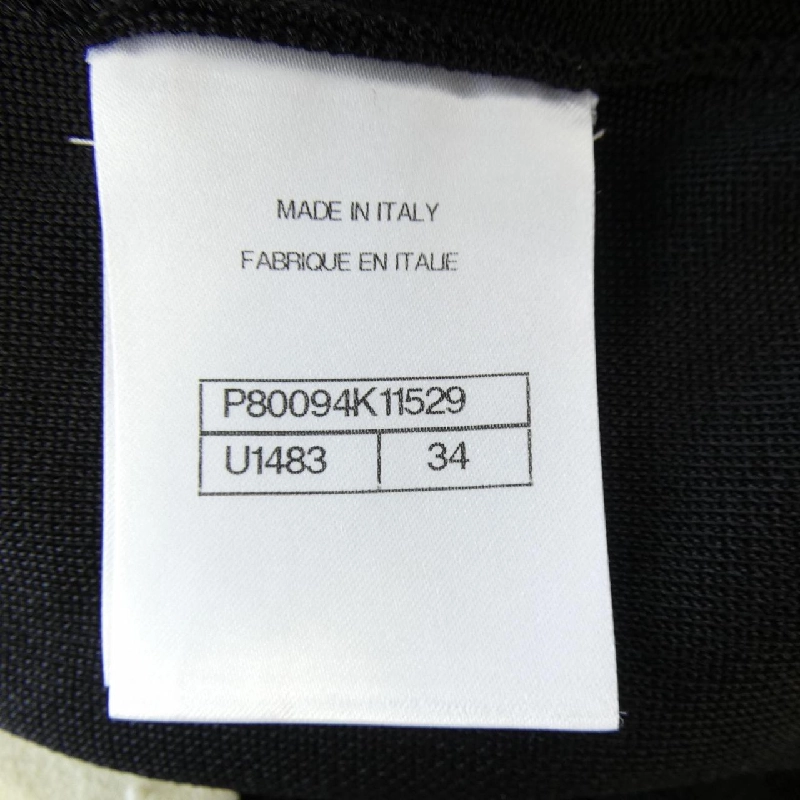 MADE IN ITALY
FABRIQUE EN ITALIE
P80094K11529
U1483 34